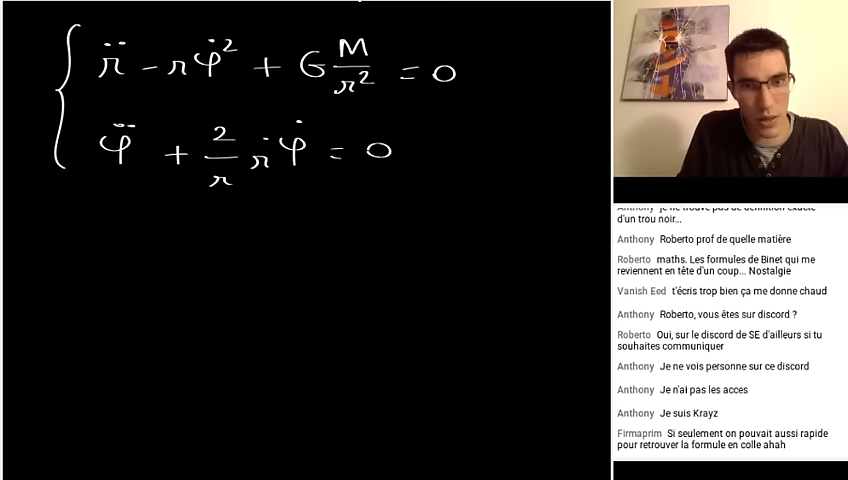 r̈ − rφ̇² + G M/r² = 0
φ̈ + 2/r ṙφ̇ = 0
d'un trou noir...
Anthony Roberto prof de quelle matière
Roberto maths. Les formules de Binet qui me
reviennent en tête d'un coup... Nostalgie
Vanish Eed t'écris trop bien ça me donne chaud
Anthony Roberto, vous êtes sur discord ?
Roberto Oui, sur le discord de SE d'ailleurs si tu
souhaites communiquer
Anthony Je ne vois personne sur ce discord
Anthony Je n'ai pas les acces
Anthony Je suis Krayz
Firmaprim Si seulement on pouvait aussi rapide
pour retrouver la formule en colle ahah